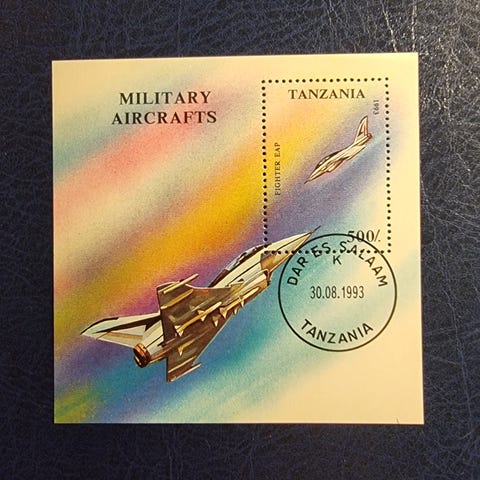 MILITARY
AIRCRAFTS
TANZANIA
1993
FIGHTER EAP
500/.
DAR ES SALAAM
K
30.08.1993
TANZANIA